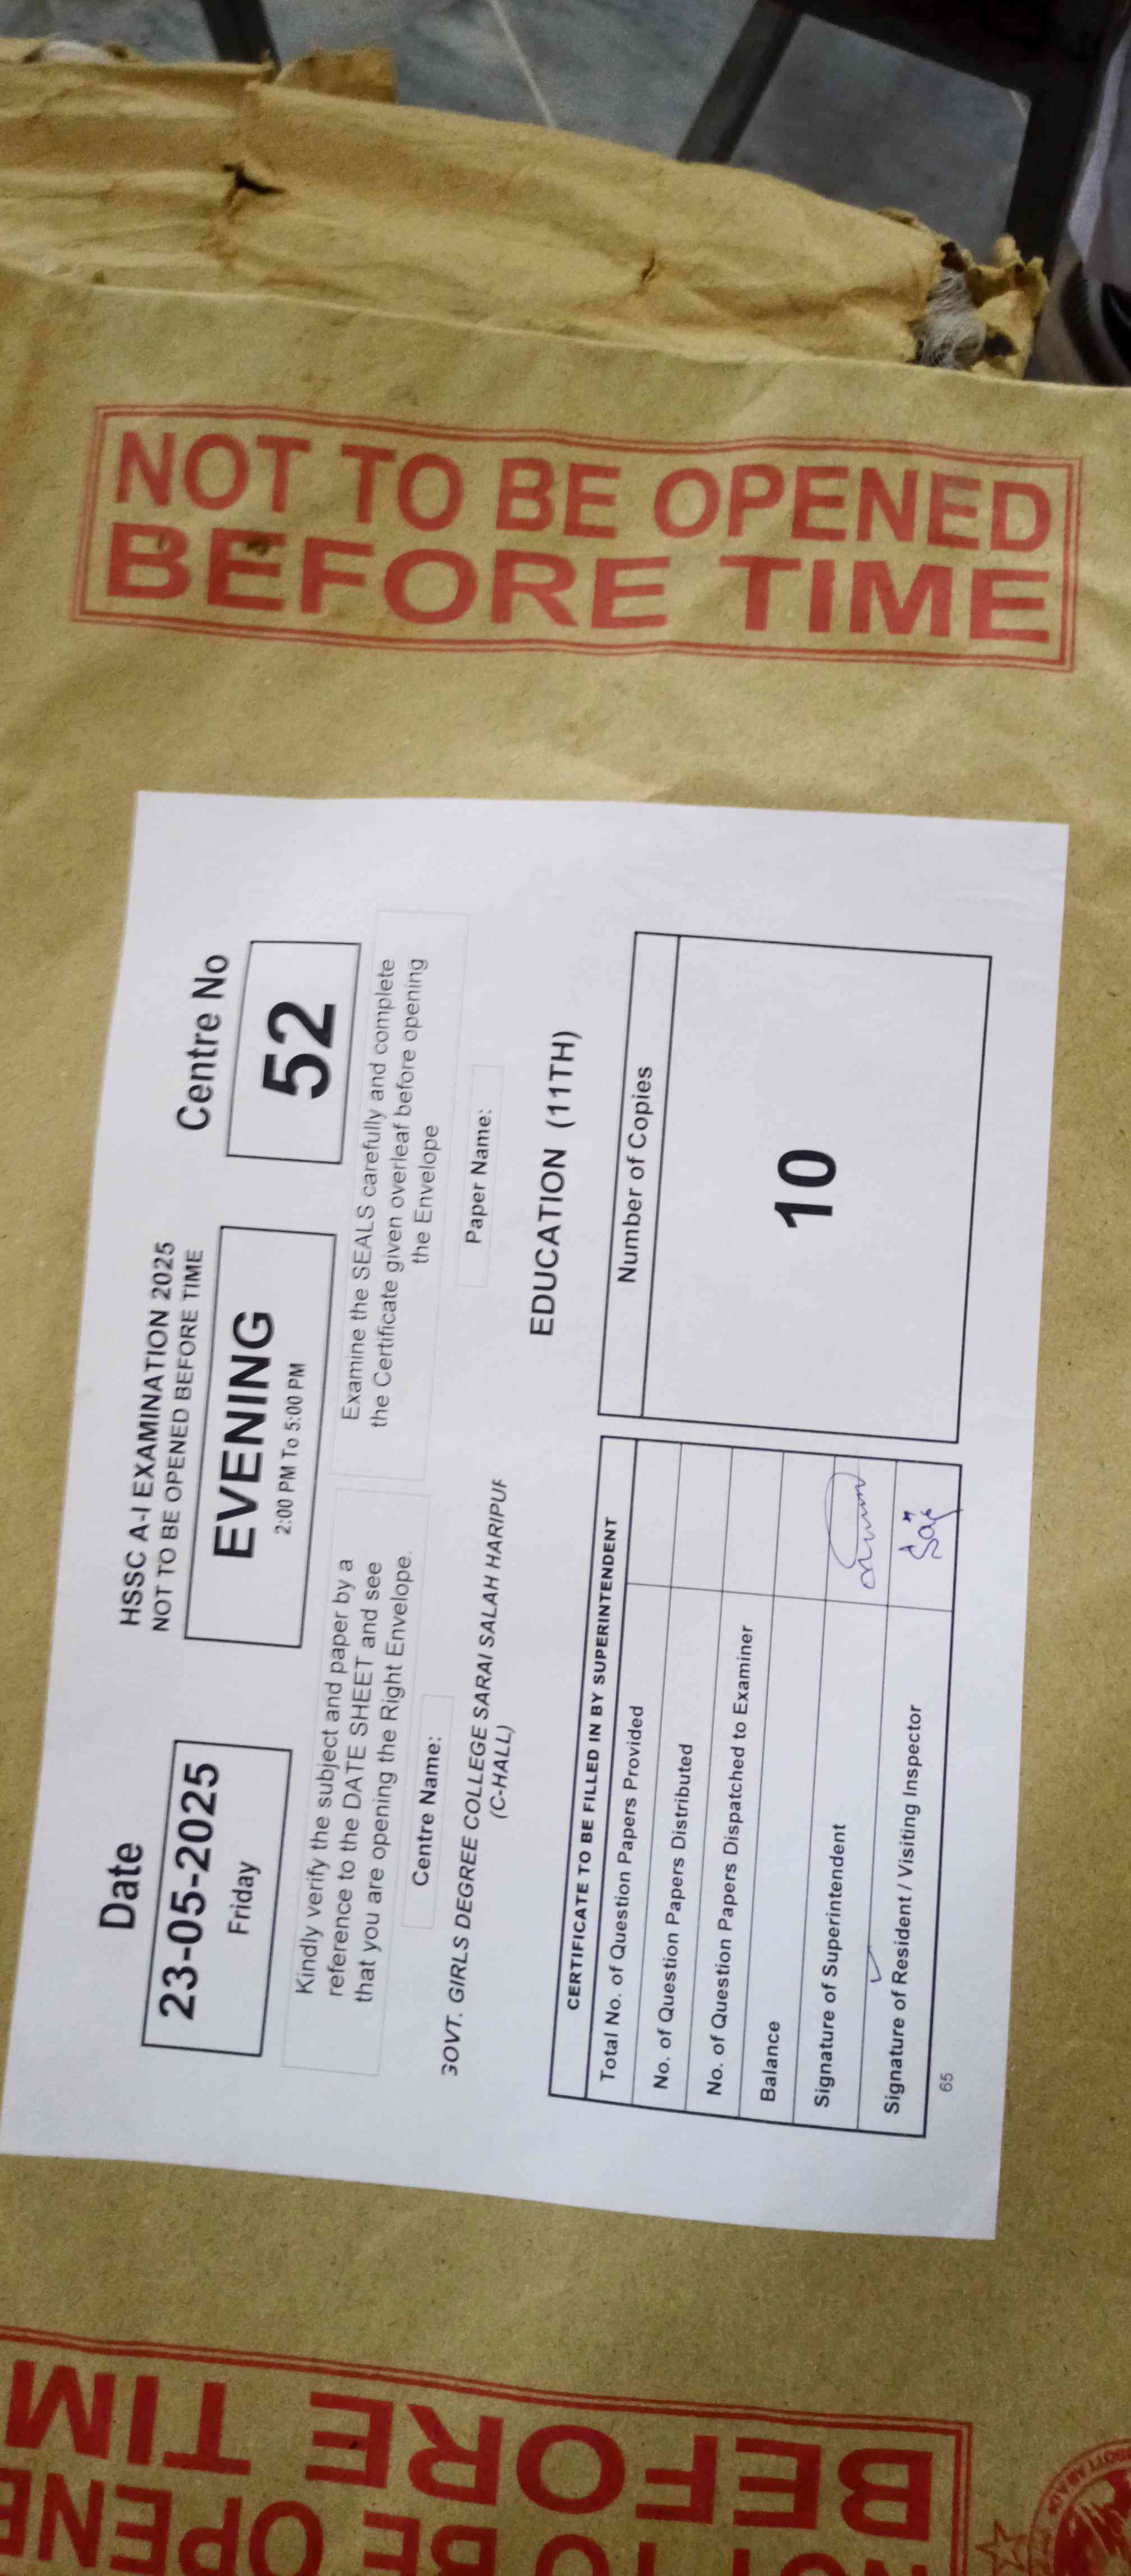 NOT TO BE OPENED
BEFORE TIME
HSSC A-I EXAMINATION 2025
NOT TO BE OPENED BEFORE TIME
Date
23-05-2025
Friday
EVENING
2:00 PM To 5:00 PM
Centre No
52
Kindly verify the subject and paper by a
reference to the DATE SHEET and see
that you are opening the Right Envelope.
Examine the SEALS carefully and complete
the Certificate given overleaf before opening
the Envelope
Centre Name:
GOVT. GIRLS DEGREE COLLEGE SARAI SALAH HARIPUR
(C-HALL)
Paper Name:
EDUCATION (11TH)
CERTIFICATE TO BE FILLED IN BY SUPERINTENDENT
Total No. of Question Papers Provided
No. of Question Papers Distributed
No. of Question Papers Dispatched to Examiner
Balance
Signature of Superintendent
Signature of Resident / Visiting Inspector
Number of Copies
10
65
NOT TO BE OPENE
BEFORE TIM